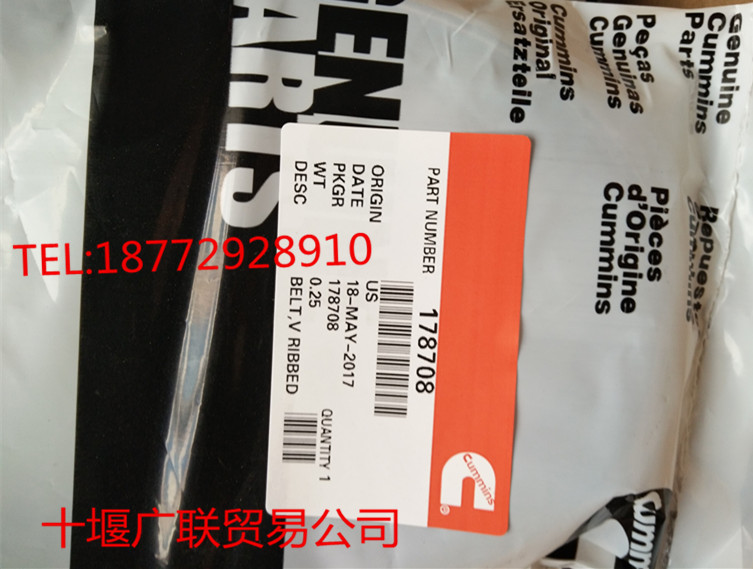 Genuine
Cummins
Parts
Peças
Genuinas
Cummins
Cummins
Original
Ersatzteile
Pièces
d'Origine
Cummins
PART NUMBER 178708
ORIGIN US
DATE 18-MAY-2017
PKGR 178708
WT 0.25
DESC BELT,V RIBBED
QUANTITY 1
Cummins
®
TEL:18772928910
十堰广联贸易公司